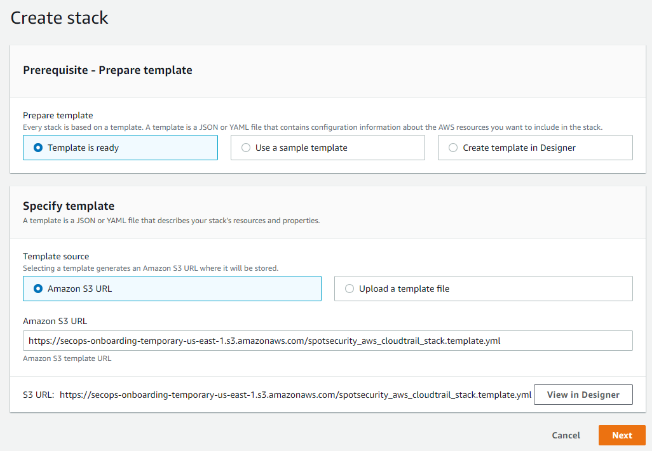 Create stack
Prerequisite - Prepare template
Prepare template
Every stack is based on a template. A template is a JSON or YAML file that contains configuration information about the AWS resources you want to include in the stack.
Template is ready
Use a sample template
Create template in Designer
Specify template
A template is a JSON or YAML file that describes your stack's resources and properties.
Template source
Selecting a template generates an Amazon S3 URL where it will be stored.
Amazon S3 URL
Upload a template file
Amazon S3 URL
https://secops-onboarding-temporary-us-east-1.s3.amazonaws.com/spotsecurity_aws_cloudtrail_stack.template.yml
Amazon S3 template URL
S3 URL: https://secops-onboarding-temporary-us-east-1.s3.amazonaws.com/spotsecurity_aws_cloudtrail_stack.template.yml
View in Designer
Cancel
Next